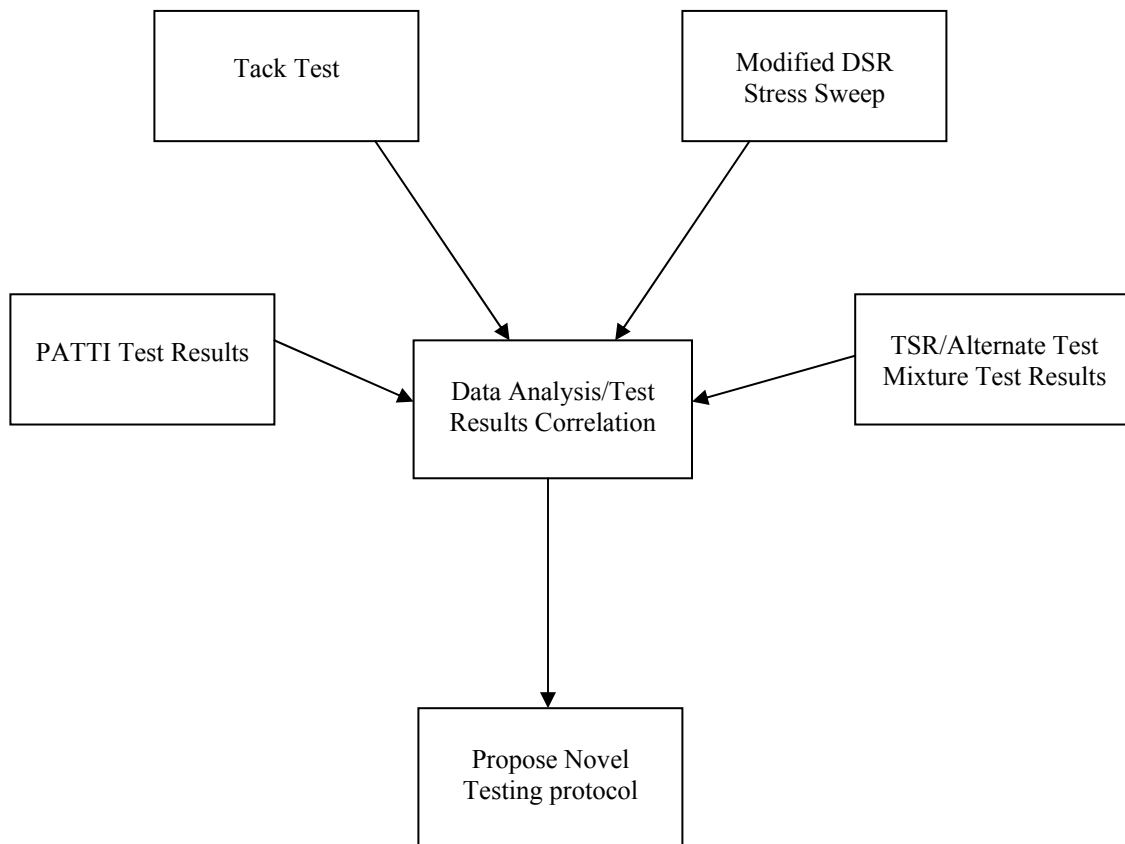 Tack Test
Modified DSR
Stress Sweep
PATTI Test Results
TSR/Alternate Test
Mixture Test Results
Data Analysis/Test
Results Correlation
Propose Novel
Testing protocol